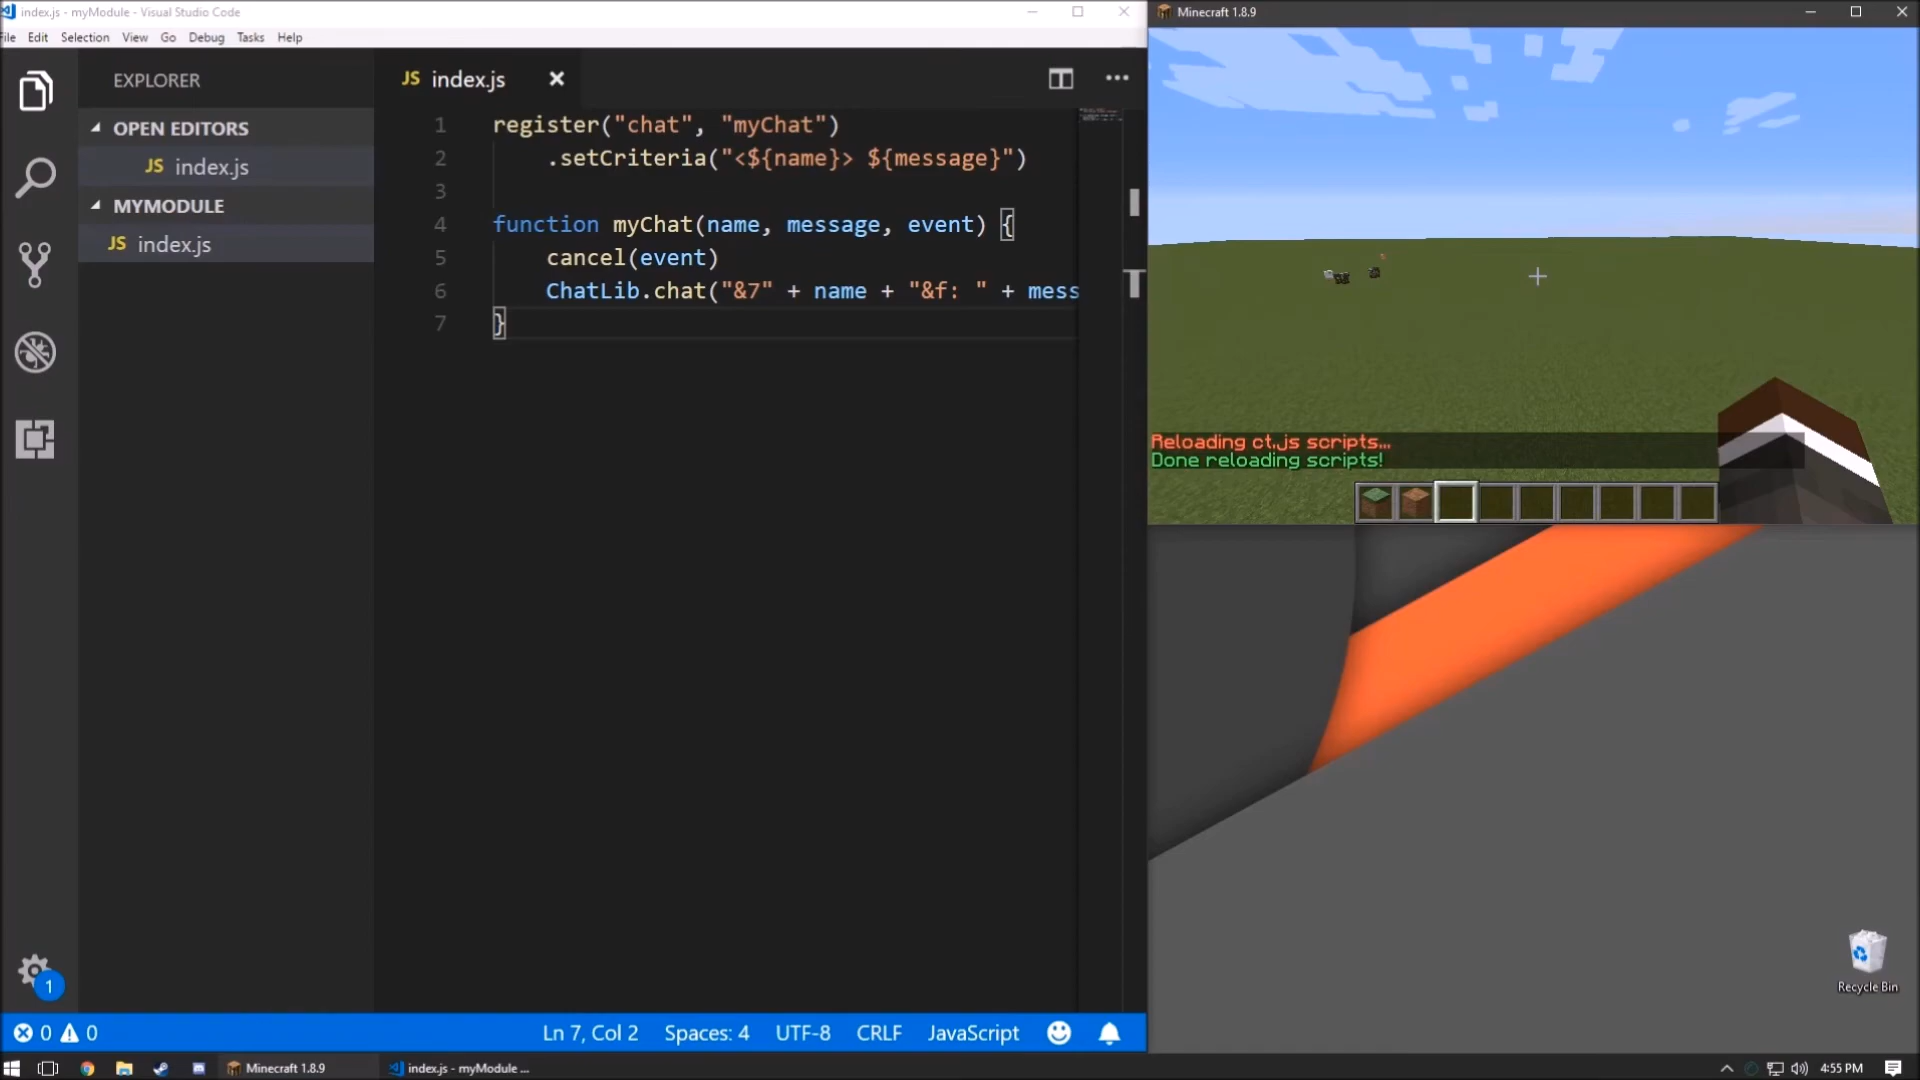 index.js - myModule - Visual Studio Code
Edit Selection View Go Debug Tasks Help
EXPLORER
OPEN EDITORS
JS index.js
MYMODULE
JS index.js
JS index.js
1 register("chat", "myChat")
2 .setCriteria("<${name}> ${message}")
3
4 function myChat(name, message, event) {
5 cancel(event)
6 ChatLib.chat("&7" + name + "&f: " + mess
7 }
1
0 0
Ln 7, Col 2 Spaces: 4 UTF-8 CRLF JavaScript
Minecraft 1.8.9
Reloading ct.js scripts...
Done reloading scripts!
Recycle Bin
Minecraft 1.8.9
index.js - myModule ...
4:55 PM